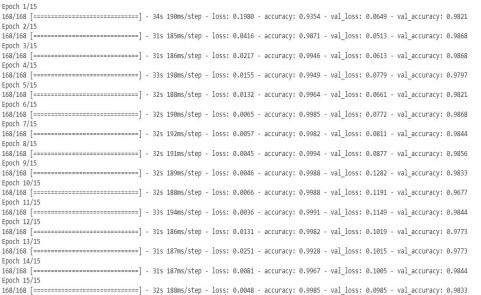 Epoch 1/15
168/168 [==============================] - 34s 190ms/step - loss: 0.1980 - accuracy: 0.9354 - val_loss: 0.0649 - val_accuracy: 0.9821
Epoch 2/15
168/168 [==============================] - 31s 185ms/step - loss: 0.0416 - accuracy: 0.9871 - val_loss: 0.0513 - val_accuracy: 0.9868
Epoch 3/15
168/168 [==============================] - 31s 186ms/step - loss: 0.0217 - accuracy: 0.9946 - val_loss: 0.0613 - val_accuracy: 0.9868
Epoch 4/15
168/168 [==============================] - 33s 198ms/step - loss: 0.0155 - accuracy: 0.9949 - val_loss: 0.0779 - val_accuracy: 0.9797
Epoch 5/15
168/168 [==============================] - 32s 188ms/step - loss: 0.0132 - accuracy: 0.9964 - val_loss: 0.0661 - val_accuracy: 0.9821
Epoch 6/15
168/168 [==============================] - 32s 190ms/step - loss: 0.0065 - accuracy: 0.9985 - val_loss: 0.0772 - val_accuracy: 0.9868
Epoch 7/15
168/168 [==============================] - 32s 192ms/step - loss: 0.0057 - accuracy: 0.9982 - val_loss: 0.0811 - val_accuracy: 0.9844
Epoch 8/15
168/168 [==============================] - 32s 191ms/step - loss: 0.0045 - accuracy: 0.9994 - val_loss: 0.0877 - val_accuracy: 0.9856
Epoch 9/15
168/168 [==============================] - 32s 189ms/step - loss: 0.0046 - accuracy: 0.9988 - val_loss: 0.1282 - val_accuracy: 0.9833
Epoch 10/15
168/168 [==============================] - 32s 188ms/step - loss: 0.0066 - accuracy: 0.9988 - val_loss: 0.1191 - val_accuracy: 0.9677
Epoch 11/15
168/168 [==============================] - 33s 194ms/step - loss: 0.0036 - accuracy: 0.9991 - val_loss: 0.1149 - val_accuracy: 0.9844
Epoch 12/15
168/168 [==============================] - 31s 186ms/step - loss: 0.0131 - accuracy: 0.9982 - val_loss: 0.1019 - val_accuracy: 0.9773
Epoch 13/15
168/168 [==============================] - 31s 187ms/step - loss: 0.0251 - accuracy: 0.9928 - val_loss: 0.1015 - val_accuracy: 0.9773
Epoch 14/15
168/168 [==============================] - 31s 187ms/step - loss: 0.0081 - accuracy: 0.9967 - val_loss: 0.1005 - val_accuracy: 0.9844
Epoch 15/15
168/168 [==============================] - 32s 188ms/step - loss: 0.0048 - accuracy: 0.9985 - val_loss: 0.0985 - val_accuracy: 0.9833